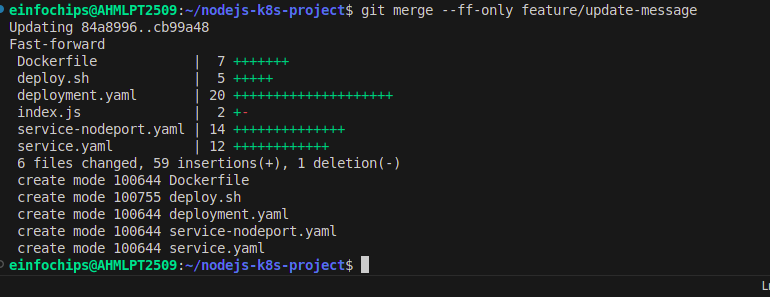 einfochips@AHMLPT2509:~/nodejs-k8s-project$ git merge --ff-only feature/update-message
Updating 84a8996..cb99a48
Fast-forward
 Dockerfile            |  7 +++++++
 deploy.sh             |  5 +++++
 deployment.yaml       | 20 ++++++++++++++++++++
 index.js              |  2 +-
 service-nodeport.yaml | 14 ++++++++++++++
 service.yaml          | 12 ++++++++++++
 6 files changed, 59 insertions(+), 1 deletion(-)
 create mode 100644 Dockerfile
 create mode 100755 deploy.sh
 create mode 100644 deployment.yaml
 create mode 100644 service-nodeport.yaml
 create mode 100644 service.yaml
einfochips@AHMLPT2509:~/nodejs-k8s-project$